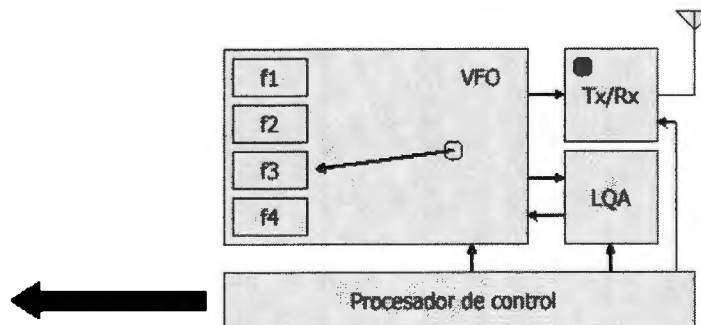 f1
VFO
Tx/Rx
f2
f3
LQA
f4
Procesador de control